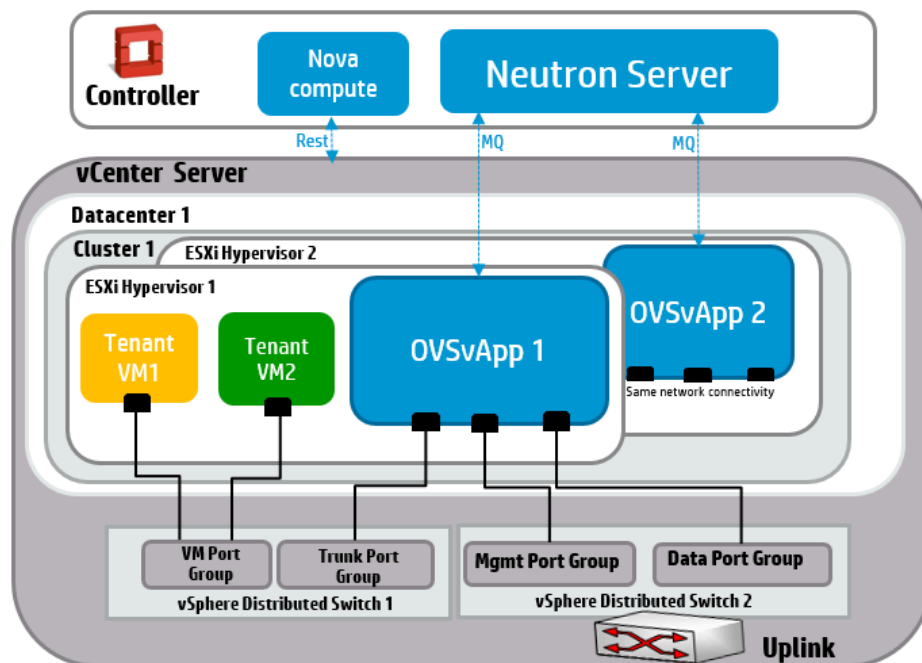 Nova
compute
Neutron Server
Controller
Rest
MQ
MQ
vCenter Server
Datacenter 1
Cluster 1
ESXi Hypervisor 2
ESXi Hypervisor 1
Tenant
VM1
Tenant
VM2
OVSvApp 1
OVSvApp 2
Same network connectivity
VM Port
Group
Trunk Port
Group
Mgmt Port Group
Data Port Group
vSphere Distributed Switch 1
vSphere Distributed Switch 2
Uplink